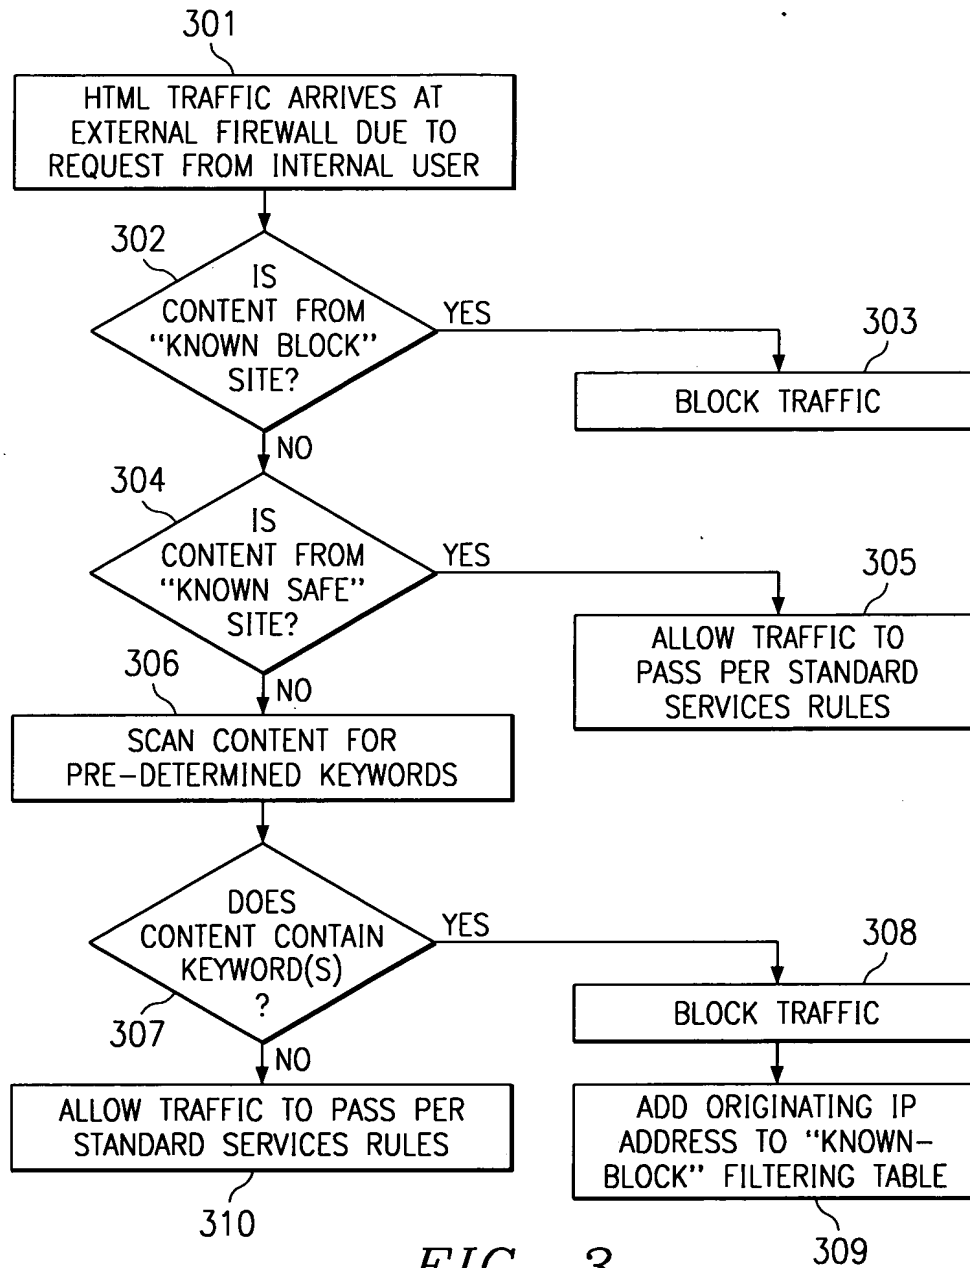 301
HTML TRAFFIC ARRIVES AT
EXTERNAL FIREWALL DUE TO
REQUEST FROM INTERNAL USER
302
IS
CONTENT FROM
"KNOWN BLOCK"
SITE?
YES
303
BLOCK TRAFFIC
NO
304
IS
CONTENT FROM
"KNOWN SAFE"
SITE?
YES
305
ALLOW TRAFFIC TO
PASS PER STANDARD
SERVICES RULES
NO
306
SCAN CONTENT FOR
PRE-DETERMINED KEYWORDS
DOES
CONTENT CONTAIN
KEYWORD(S)
?
307
YES
308
BLOCK TRAFFIC
NO
ALLOW TRAFFIC TO PASS PER
STANDARD SERVICES RULES
310
ADD ORIGINATING IP
ADDRESS TO "KNOWN-
BLOCK" FILTERING TABLE
309
FIG. 3